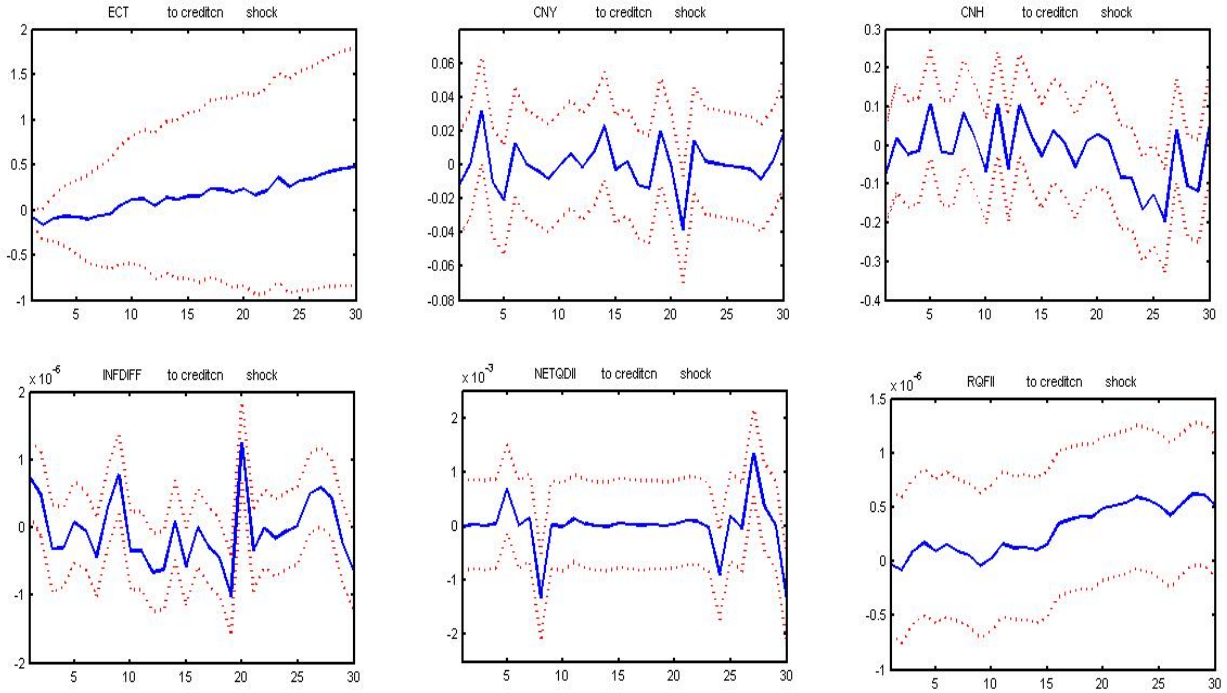 ECT to creditcn shock
2
1.5
1
0.5
0
-0.5
-1
5 10 15 20 25 30
CNY to creditcn shock
0.08
0.06
0.04
0.02
0
-0.02
-0.04
-0.06
-0.08
5 10 15 20 25 30
CNH to creditcn shock
0.3
0.2
0.1
0
-0.1
-0.2
-0.3
-0.4
5 10 15 20 25 30
x 10-6
INFDIFF to creditcn shock
2
1
0
-1
-2
5 10 15 20 25 30
x 10-3
NETQDII to creditcn shock
2
1
0
-1
-2
5 10 15 20 25 30
x 10-6
RQFII to creditcn shock
1.5
1
0.5
0
-0.5
-1
5 10 15 20 25 30